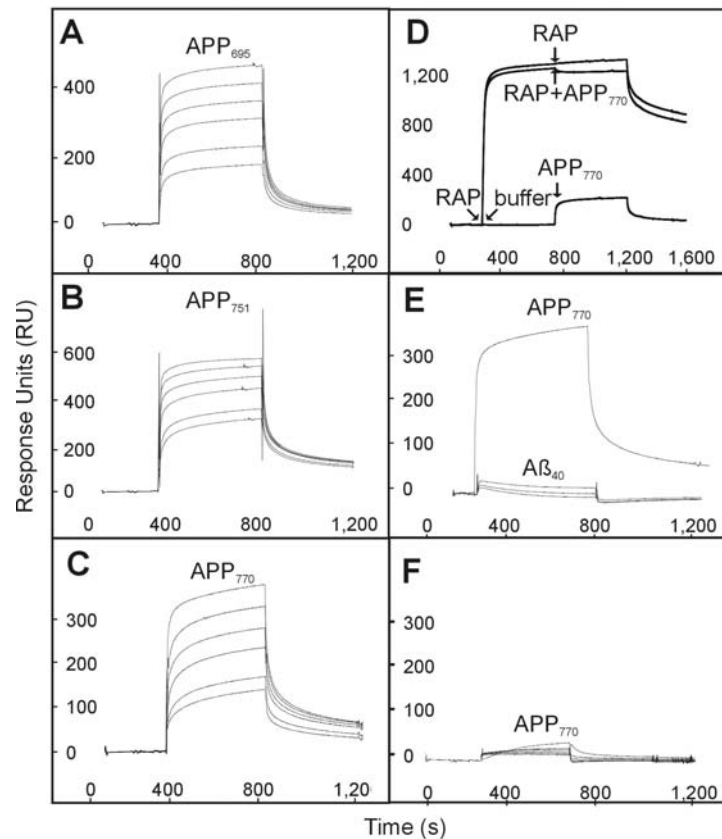 A
APP695
400
200
0
0 400 800 1,200
B
APP751
600
400
200
0
0 400 800 1,200
C
APP770
300
200
100
0
0 400 800 1,20
D
RAP
1,200
RAP+APP770
800
400
APP770
RAP buffer
0
0 400 800 1,200 1,600
E
APP770
300
200
100
Aß40
0
0 400 800 1,200
F
300
200
100
APP770
0
0 400 800 1,200
Response Units (RU)
Time (s)